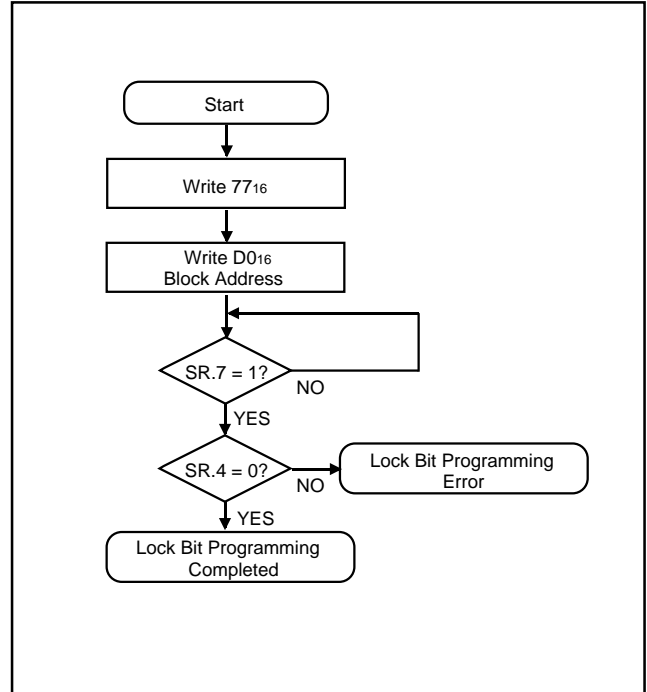 Start
Write 7716
Write D016
Block Address
SR.7 = 1?
NO
YES
SR.4 = 0?
NO
Lock Bit Programming
Error
YES
Lock Bit Programming
Completed